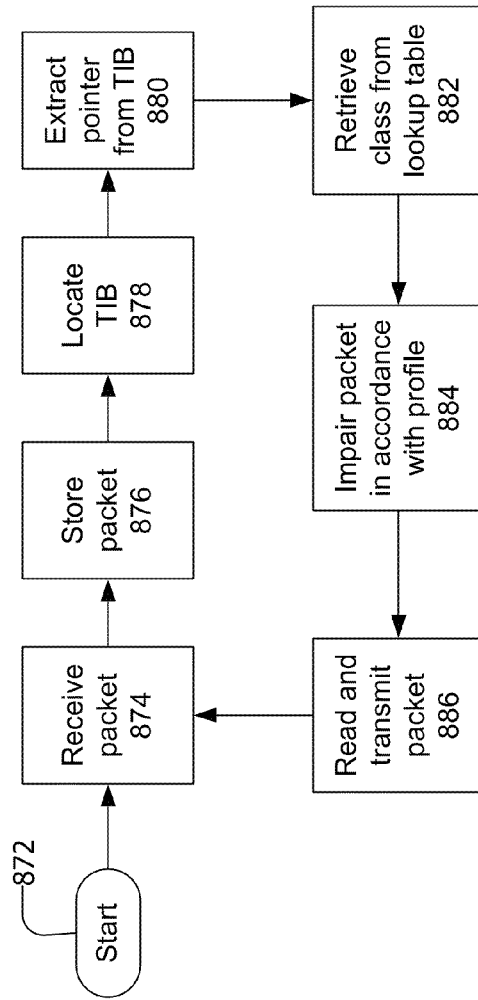 872
Start
Receive
packet
874
Store
packet
876
Locate
TIB
878
Extract
pointer
from TIB
880
Retrieve
class from
lookup table
882
Impair packet
in accordance
with profile
884
Read and
transmit
packet
886